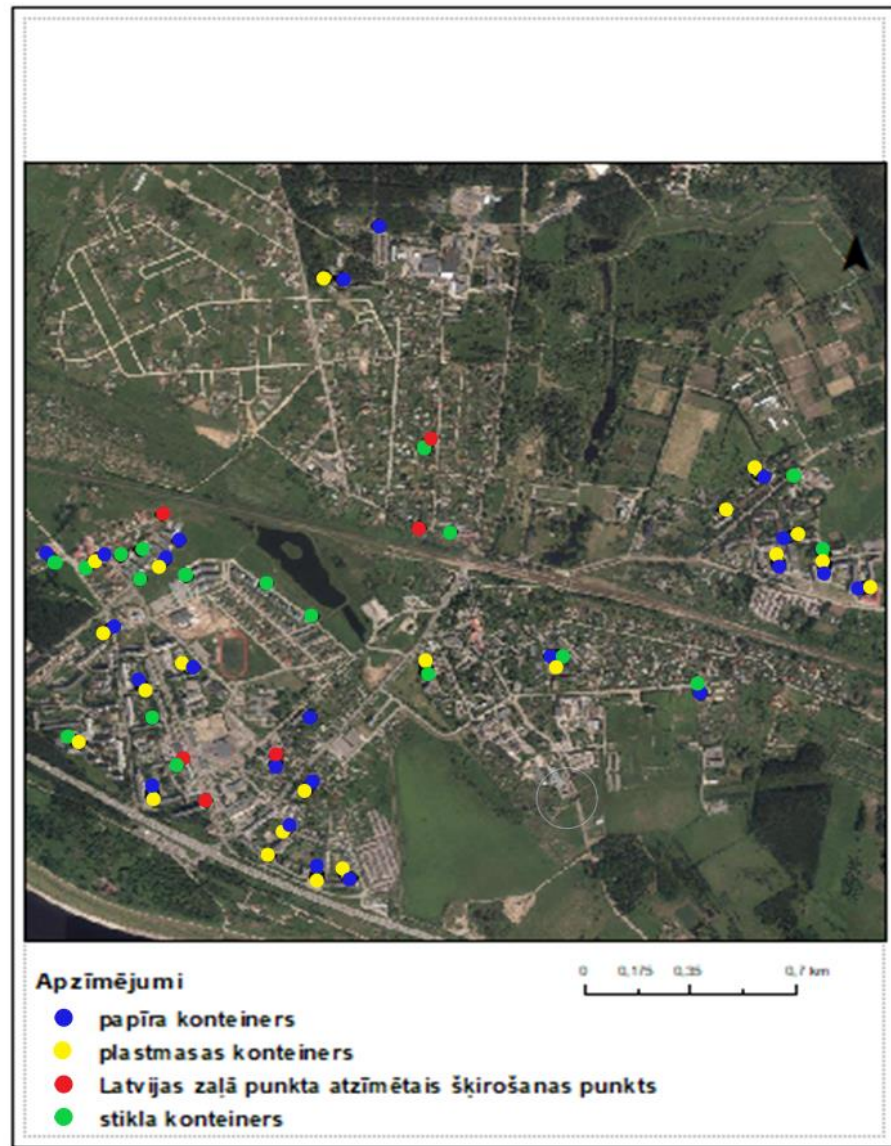 0 0,175 0,35 0,7 km
Apzīmējumi
papīra konteiners
plastmasas konteiners
Latvijas zaļā punkta atzīmētais šķirošanas punkts
stikla konteiners